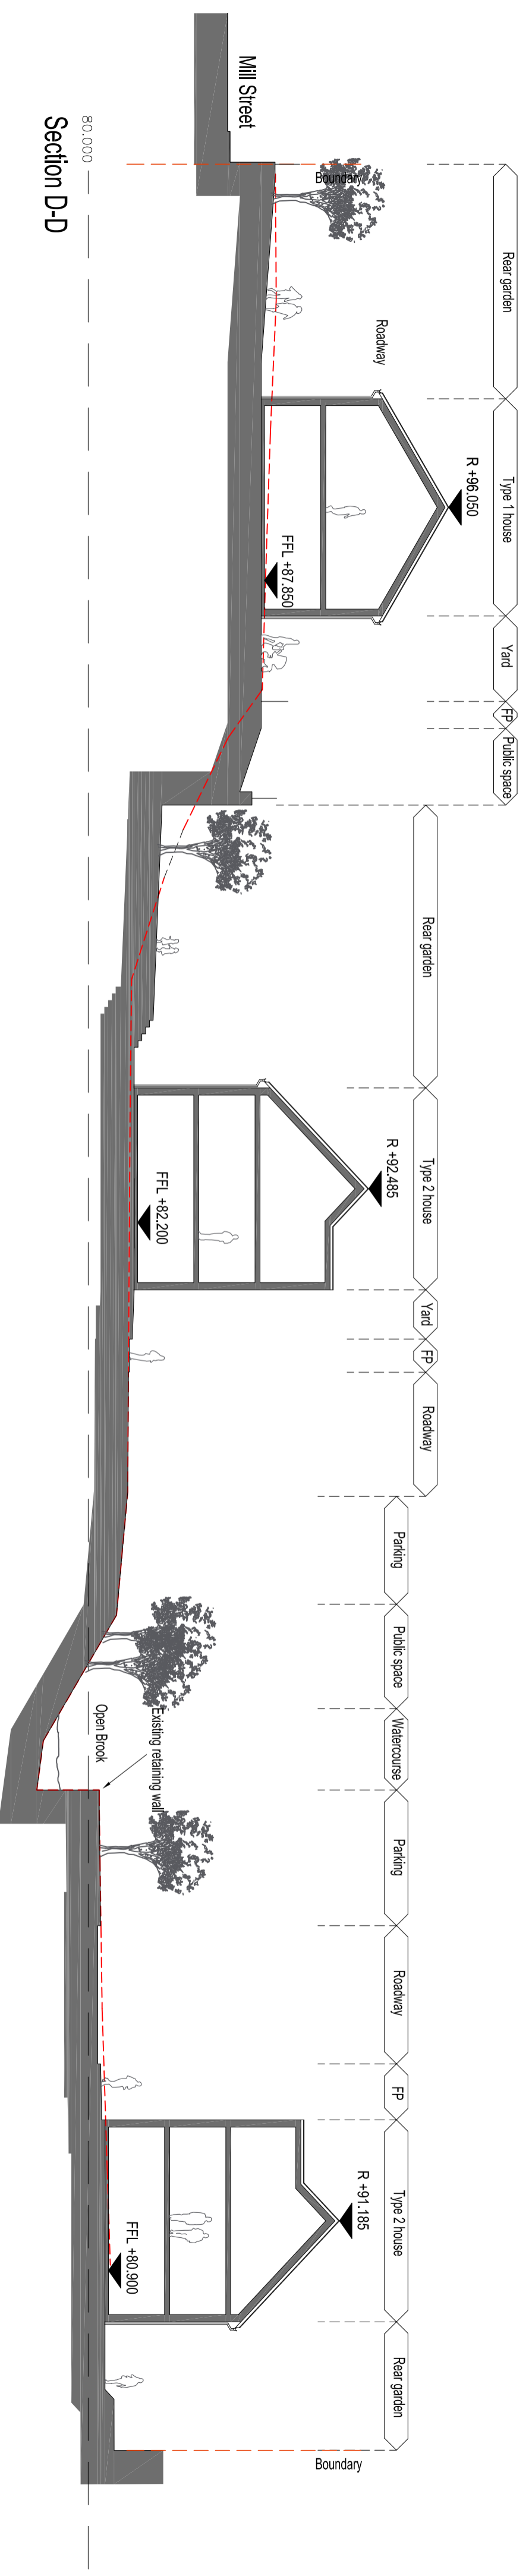 Rear garden
Type 1 house
Yard
FP
Public space
Rear garden
Type 2 house
Yard
FP
Roadway
Parking
Public space
Watercourse
Parking
Roadway
FP
Type 2 house
Rear garden
Mill Street
Boundary
Roadway
R +96.050
FFL +87.850
R +92.485
FFL +82.200
Existing retaining wall
Open Brook
R +91.185
FFL +80.900
Boundary
80.000
Section D-D